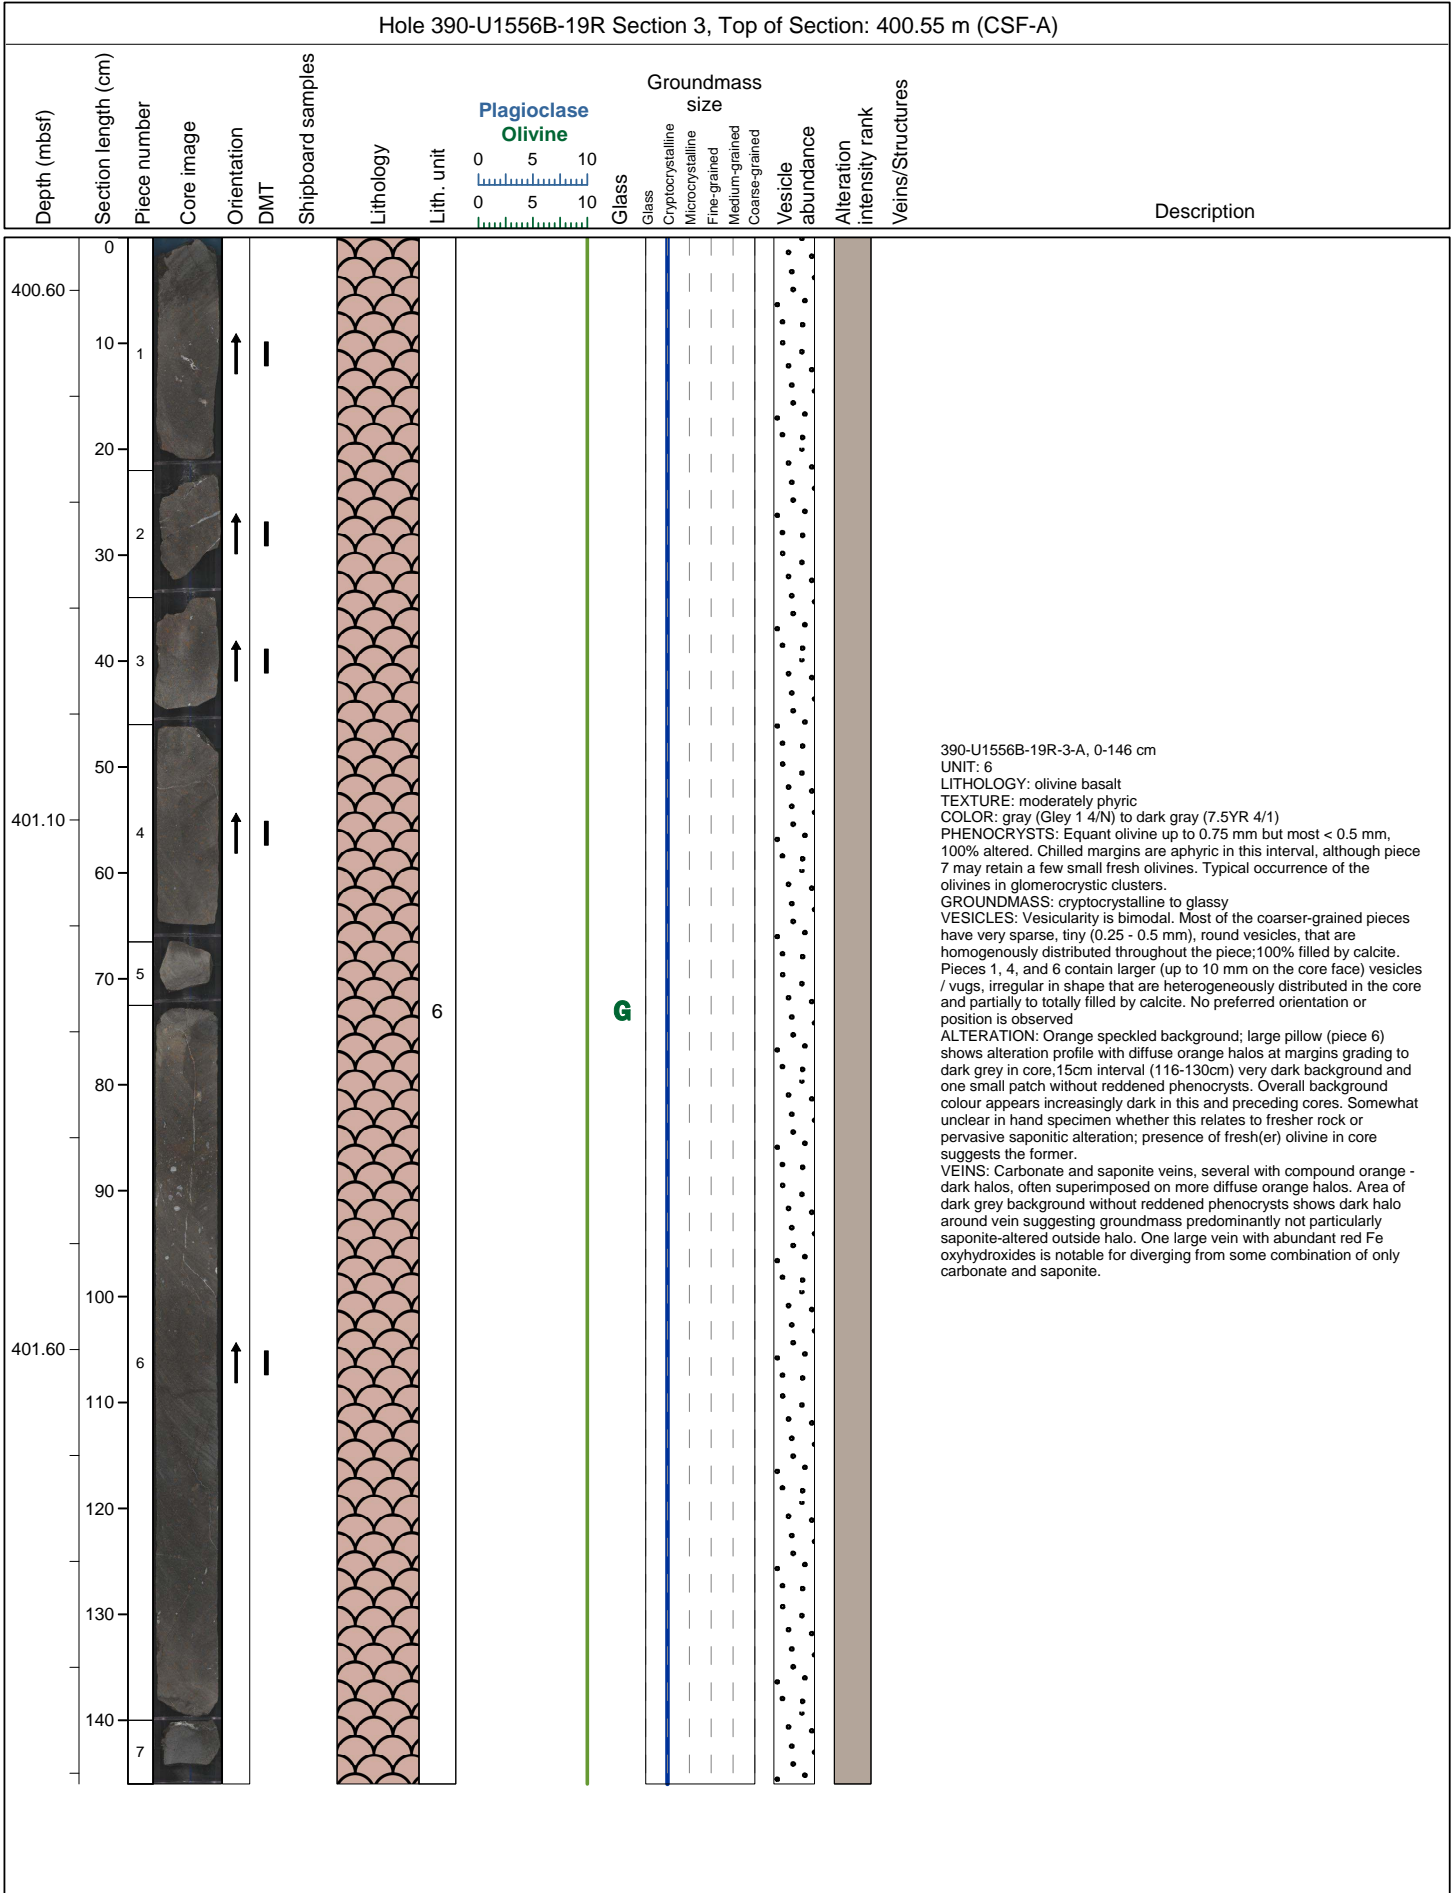 Hole 390-U1556B-19R Section 3, Top of Section: 400.55 m (CSF-A)
Depth (mbsf)
Section length (cm)
Piece number
Core image
Orientation
DMT
Shipboard samples
Lithology
Lith. unit
Plagioclase
Olivine
0 5 10
0 5 10
Glass
Groundmass
size
Glass
Cryptocrystalline
Microcrystalline
Fine-grained
Medium-grained
Coarse-grained
Vesicle
abundance
Alteration
intensity rank
Veins/Structures
Description
0
400.60
10
1
20
2
30
3
40
50
401.10
4
60
5
70
6
G
80
90
100
401.60
6
110
120
130
140
7
390-U1556B-19R-3-A, 0-146 cm
UNIT: 6
LITHOLOGY: olivine basalt
TEXTURE: moderately phyric
COLOR: gray (Gley 1 4/N) to dark gray (7.5YR 4/1)
PHENOCRYSTS: Equant olivine up to 0.75 mm but most < 0.5 mm,
100% altered. Chilled margins are aphyric in this interval, although piece
7 may retain a few small fresh olivines. Typical occurrence of the
olivines in glomerocrystic clusters.
GROUNDMASS: cryptocrystalline to glassy
VESICLES: Vesicularity is bimodal. Most of the coarser-grained pieces
have very sparse, tiny (0.25 - 0.5 mm), round vesicles, that are
homogenously distributed throughout the piece;100% filled by calcite.
Pieces 1, 4, and 6 contain larger (up to 10 mm on the core face) vesicles
/ vugs, irregular in shape that are heterogeneously distributed in the core
and partially to totally filled by calcite. No preferred orientation or
position is observed
ALTERATION: Orange speckled background; large pillow (piece 6)
shows alteration profile with diffuse orange halos at margins grading to
dark grey in core,15cm interval (116-130cm) very dark background and
one small patch without reddened phenocrysts. Overall background
colour appears increasingly dark in this and preceding cores. Somewhat
unclear in hand specimen whether this relates to fresher rock or
pervasive saponitic alteration; presence of fresh(er) olivine in core
suggests the former.
VEINS: Carbonate and saponite veins, several with compound orange -
dark halos, often superimposed on more diffuse orange halos. Area of
dark grey background without reddened phenocrysts shows dark halo
around vein suggesting groundmass predominantly not particularly
saponite-altered outside halo. One large vein with abundant red Fe
oxyhydroxides is notable for diverging from some combination of only
carbonate and saponite.